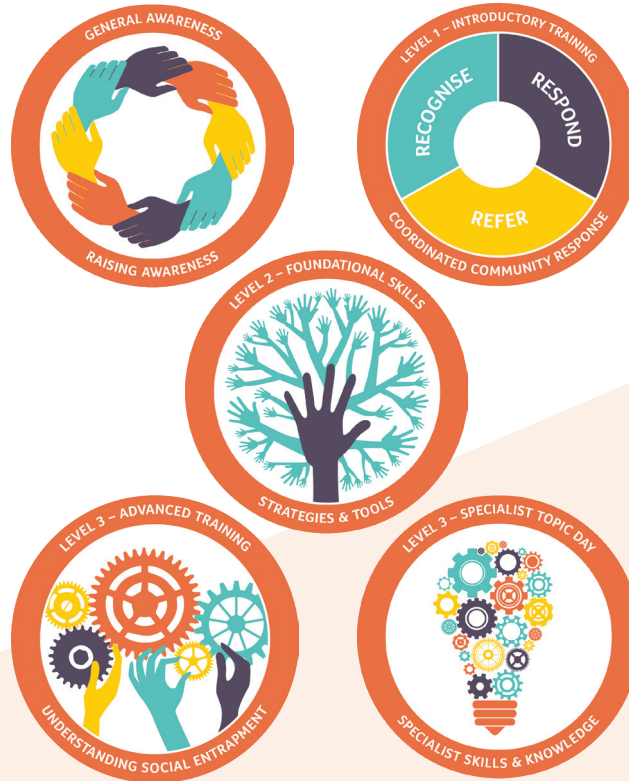 GENERAL AWARENESS
RAISING AWARENESS
LEVEL 1 – INTRODUCTORY TRAINING
RECOGNISE
RESPOND
REFER
COORDINATED COMMUNITY RESPONSE
LEVEL 2 – FOUNDATIONAL SKILLS
STRATEGIES & TOOLS
LEVEL 3 – ADVANCED TRAINING
UNDERSTANDING SOCIAL ENTRAPMENT
LEVEL 3 – SPECIALIST TOPIC DAY
SPECIALIST SKILLS & KNOWLEDGE